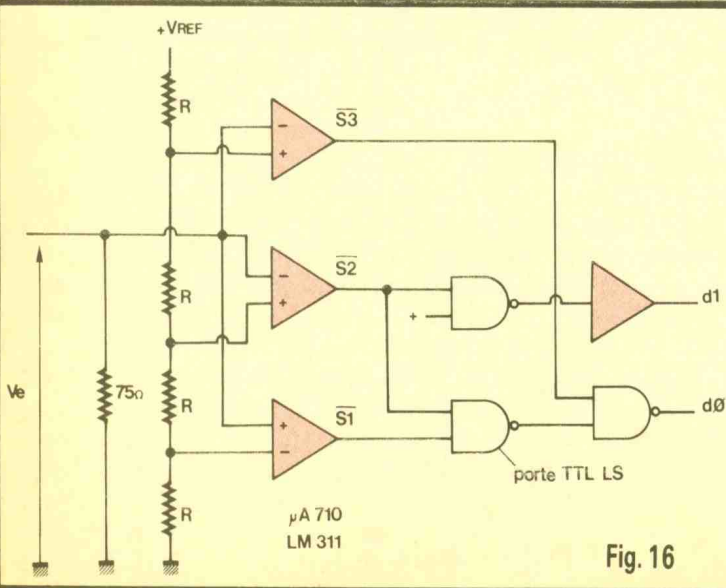 +VREF
R
S3
S2
R
+
d1
Ve
75Ω
R
S1
dØ
porte TTL LS
R
µA 710
LM 311
Fig. 16